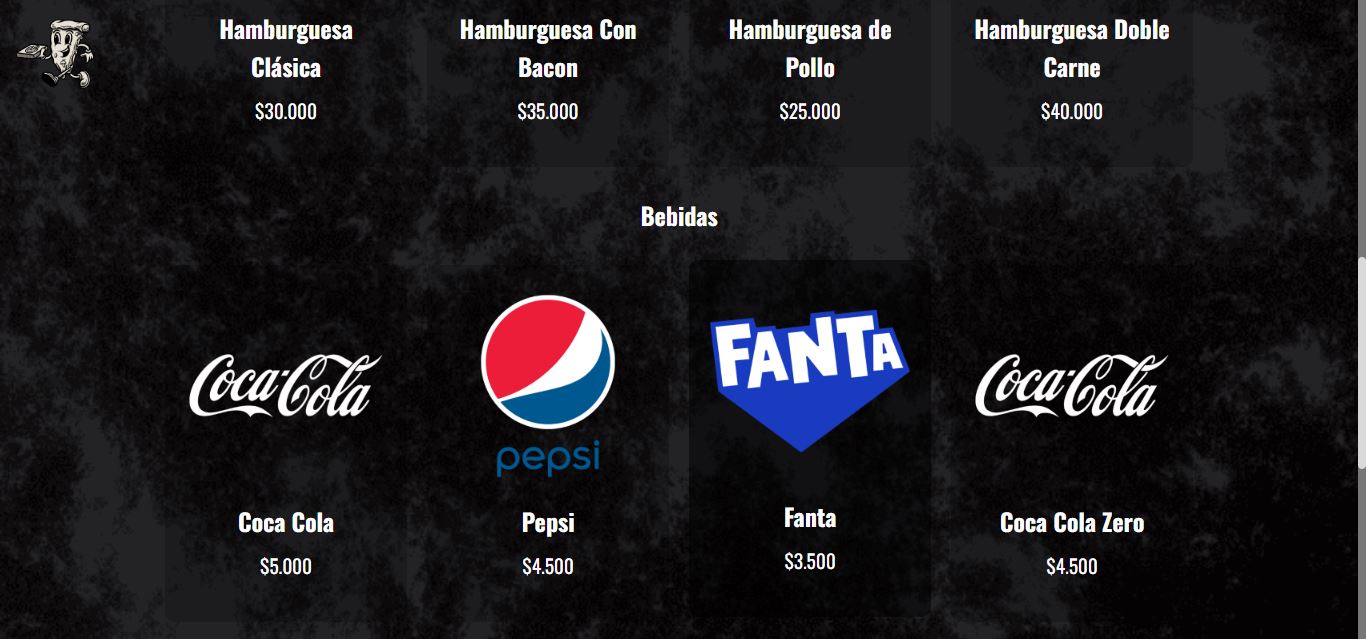 Hamburguesa Clásica
$30.000
Hamburguesa Con Bacon
$35.000
Hamburguesa de Pollo
$25.000
Hamburguesa Doble Carne
$40.000
Bebidas
Coca-Cola
Coca Cola
$5.000
pepsi
Pepsi
$4.500
FANTA
Fanta
$3.500
Coca-Cola
Coca Cola Zero
$4.500